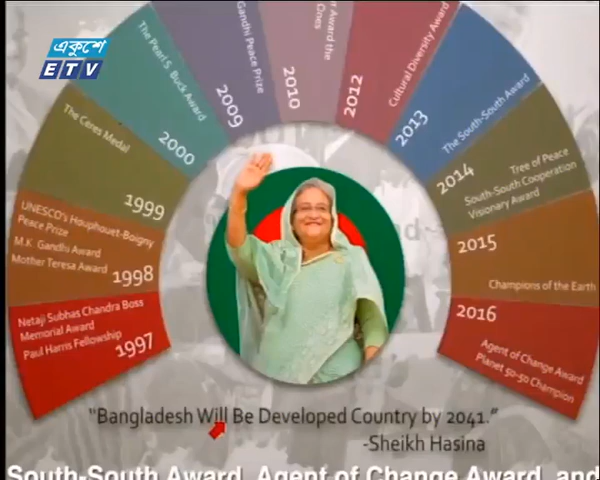 একুশে
ETV
Netaji Subhas Chandra Boss
Memorial Award
Paul Harris Fellowship
1997
UNESCO's Houphouet-Boigny
Peace Prize
M.K Gandhi Award
Mother Teresa Award
1998
The Ceres Medal
1999
The Pearl S. Buck Award
2000
Gandhi Peace Prize
2009
Award the
Ones
2010
Cultural Diversity Award
2012
The South-South Award
2013
Tree of Peace
South-South Cooperation
Visionary Award
2014
Champions of the Earth
2015
Agent of Change Award
Planet 50-50 Champion
2016
"Bangladesh Will Be Developed Country by 2041."
-Sheikh Hasina
South-South Award, Agent of Change Award, and